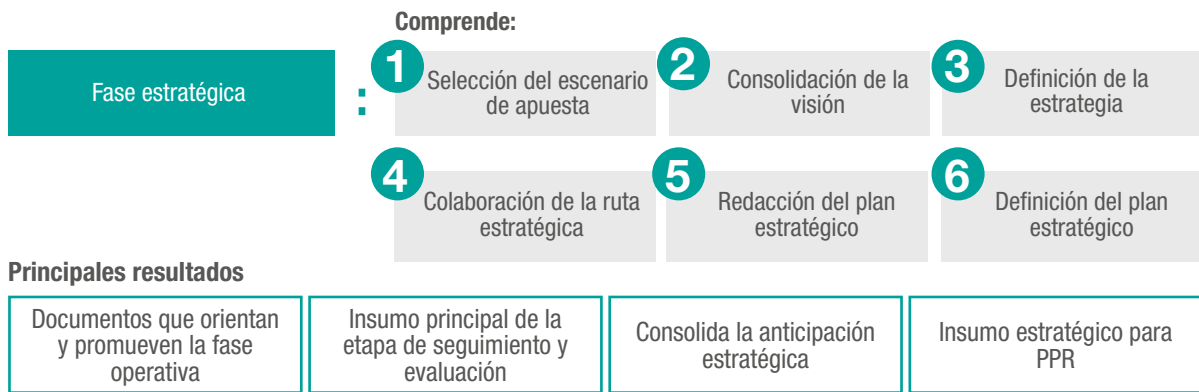 Comprende:
Fase estratégica
:
1
Selección del escenario
de apuesta
2
Consolidación de la
visión
3
Definición de la
estrategia
4
Colaboración de la ruta
estratégica
5
Redacción del plan
estratégico
6
Definición del plan
estratégico
Principales resultados
Documentos que orientan
y promueven la fase
operativa
Insumo principal de la
etapa de seguimiento y
evaluación
Consolida la anticipación
estratégica
Insumo estratégico para
PPR